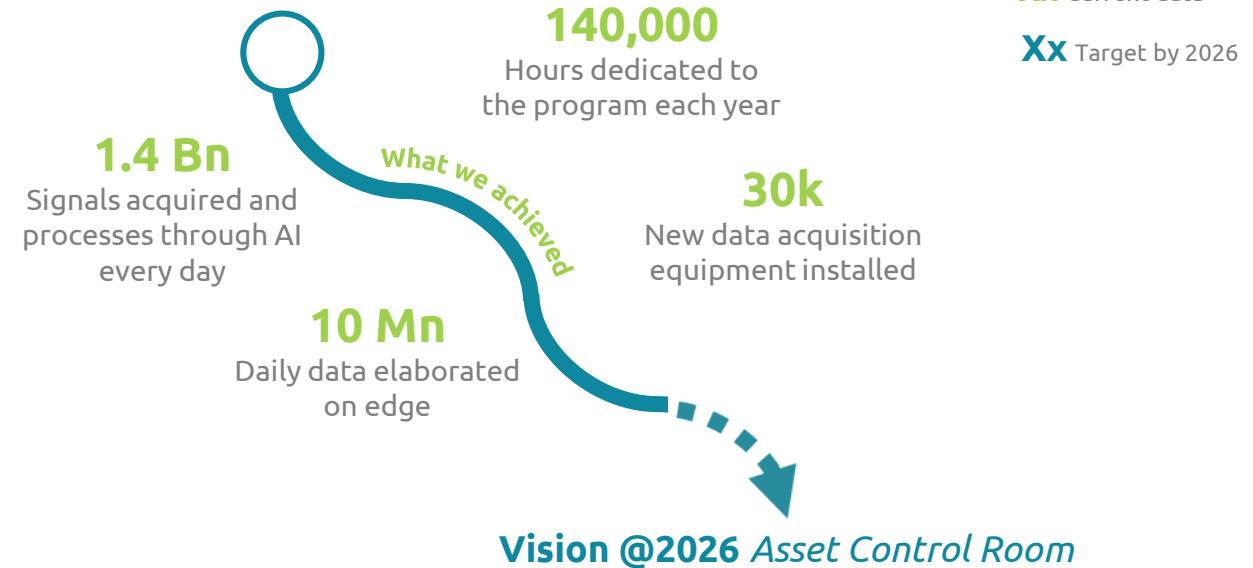 140,000
Hours dedicated to
the program each year
Xx Target by 2026
1.4 Bn
Signals acquired and
processes through AI
every day
What we achieved
30k
New data acquisition
equipment installed
10 Mn
Daily data elaborated
on edge
Vision @2026 Asset Control Room